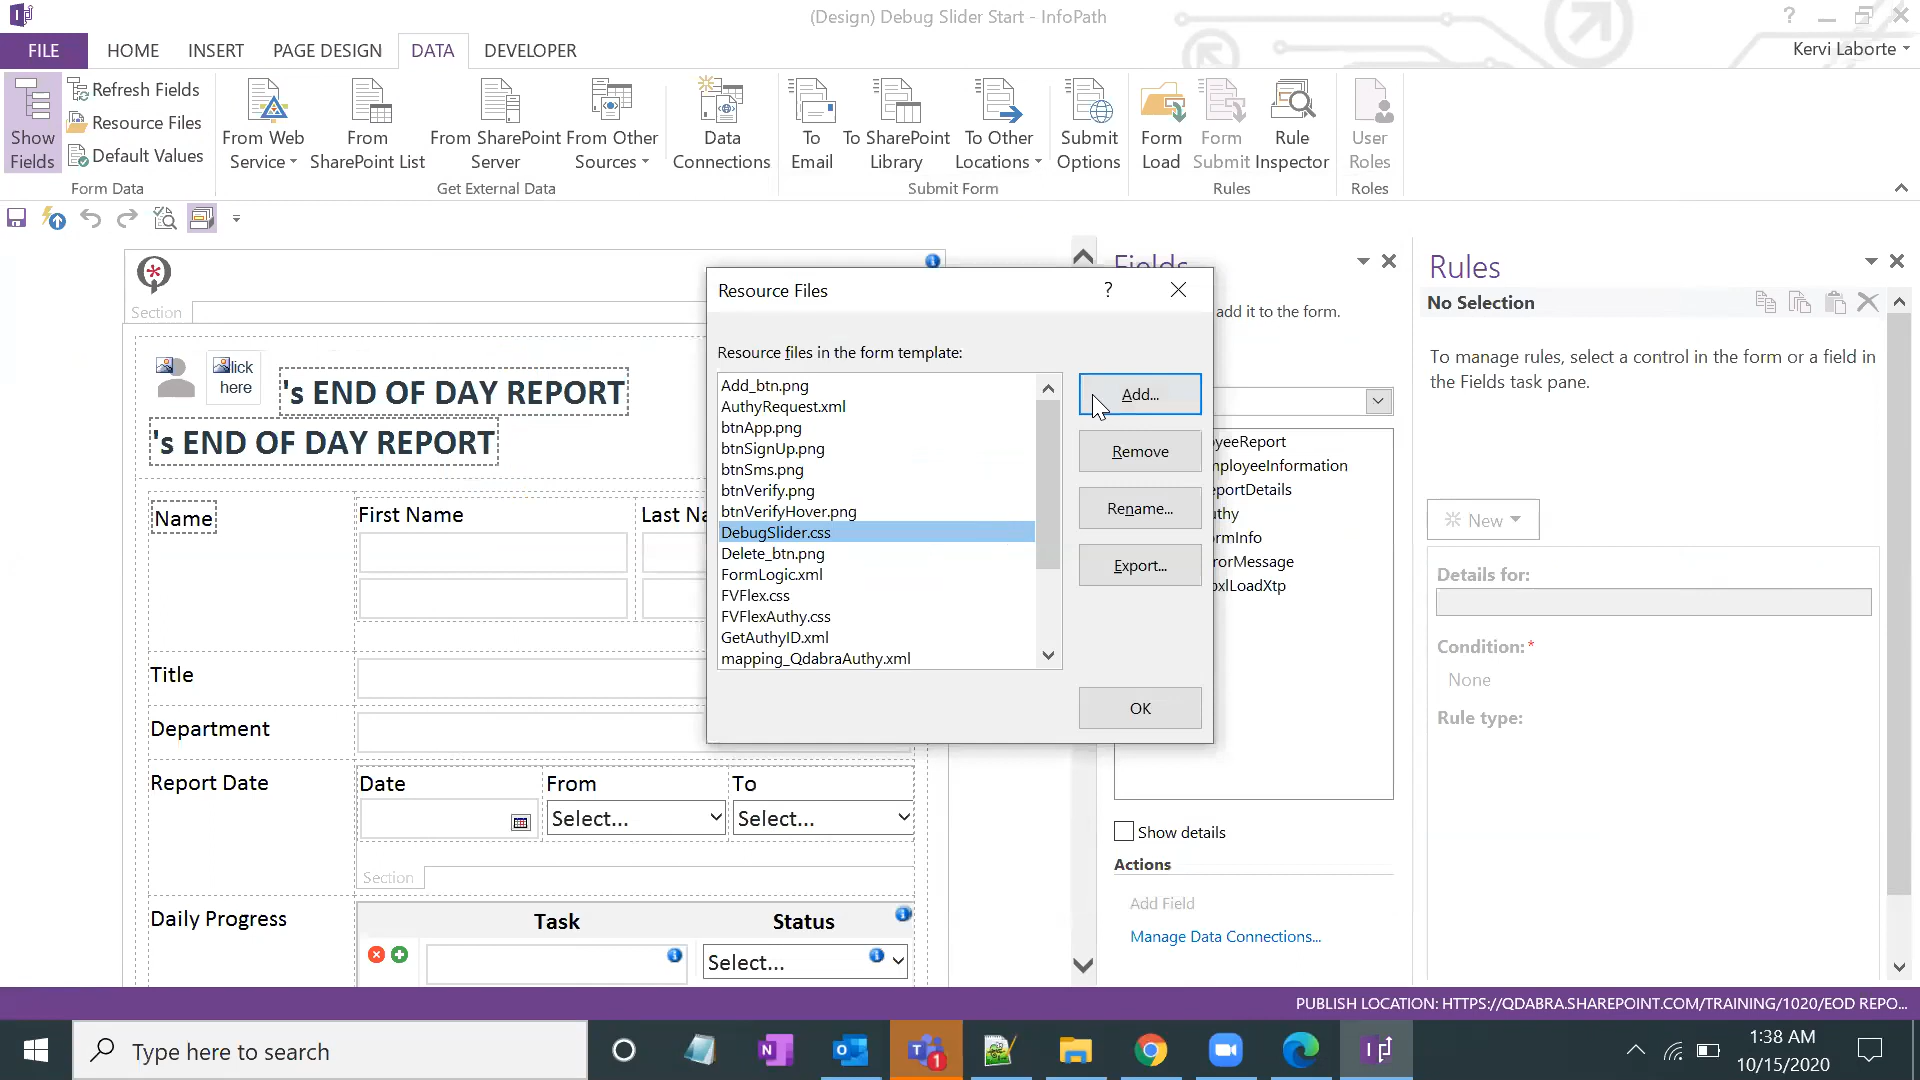 (Design) Debug Slider Start - InfoPath
?
FILE HOME INSERT PAGE DESIGN DATA DEVELOPER
Kervi Laborte
Show Fields
Refresh Fields
Resource Files
Default Values
Form Data
From Web Service
From SharePoint List
From SharePoint Server
From Other Sources
Data Connections
Get External Data
To Email
To SharePoint Library
To Other Locations
Submit Options
Submit Form
Form Load
Form Submit
Rule Inspector
Rules
User Roles
Roles
Section
Click here
's END OF DAY REPORT
's END OF DAY REPORT
Name
First Name
Last Na
Title
Department
Report Date
Date
From
To
Select...
Select...
Section
Daily Progress
Task
Status
Select...
Resource Files
?
Resource files in the form template:
Add_btn.png
AuthyRequest.xml
btnApp.png
btnSignUp.png
btnSms.png
btnVerify.png
btnVerifyHover.png
DebugSlider.css
Delete_btn.png
FormLogic.xml
FVFlex.css
FVFlexAuthy.css
GetAuthyID.xml
mapping_QdabraAuthy.xml
Add...
Remove
Rename...
Export...
OK
Fields
add it to the form.
yeeReport
mployeeInformation
eportDetails
uthy
ormInfo
rorMessage
oxlLoadXtp
Show details
Actions
Add Field
Manage Data Connections...
Rules
No Selection
To manage rules, select a control in the form or a field in
the Fields task pane.
New
Details for:
Condition:*
None
Rule type:
PUBLISH LOCATION: HTTPS://QDABRA.SHAREPOINT.COM/TRAINING/1020/EOD REPO...
Type here to search
1
1:38 AM
10/15/2020